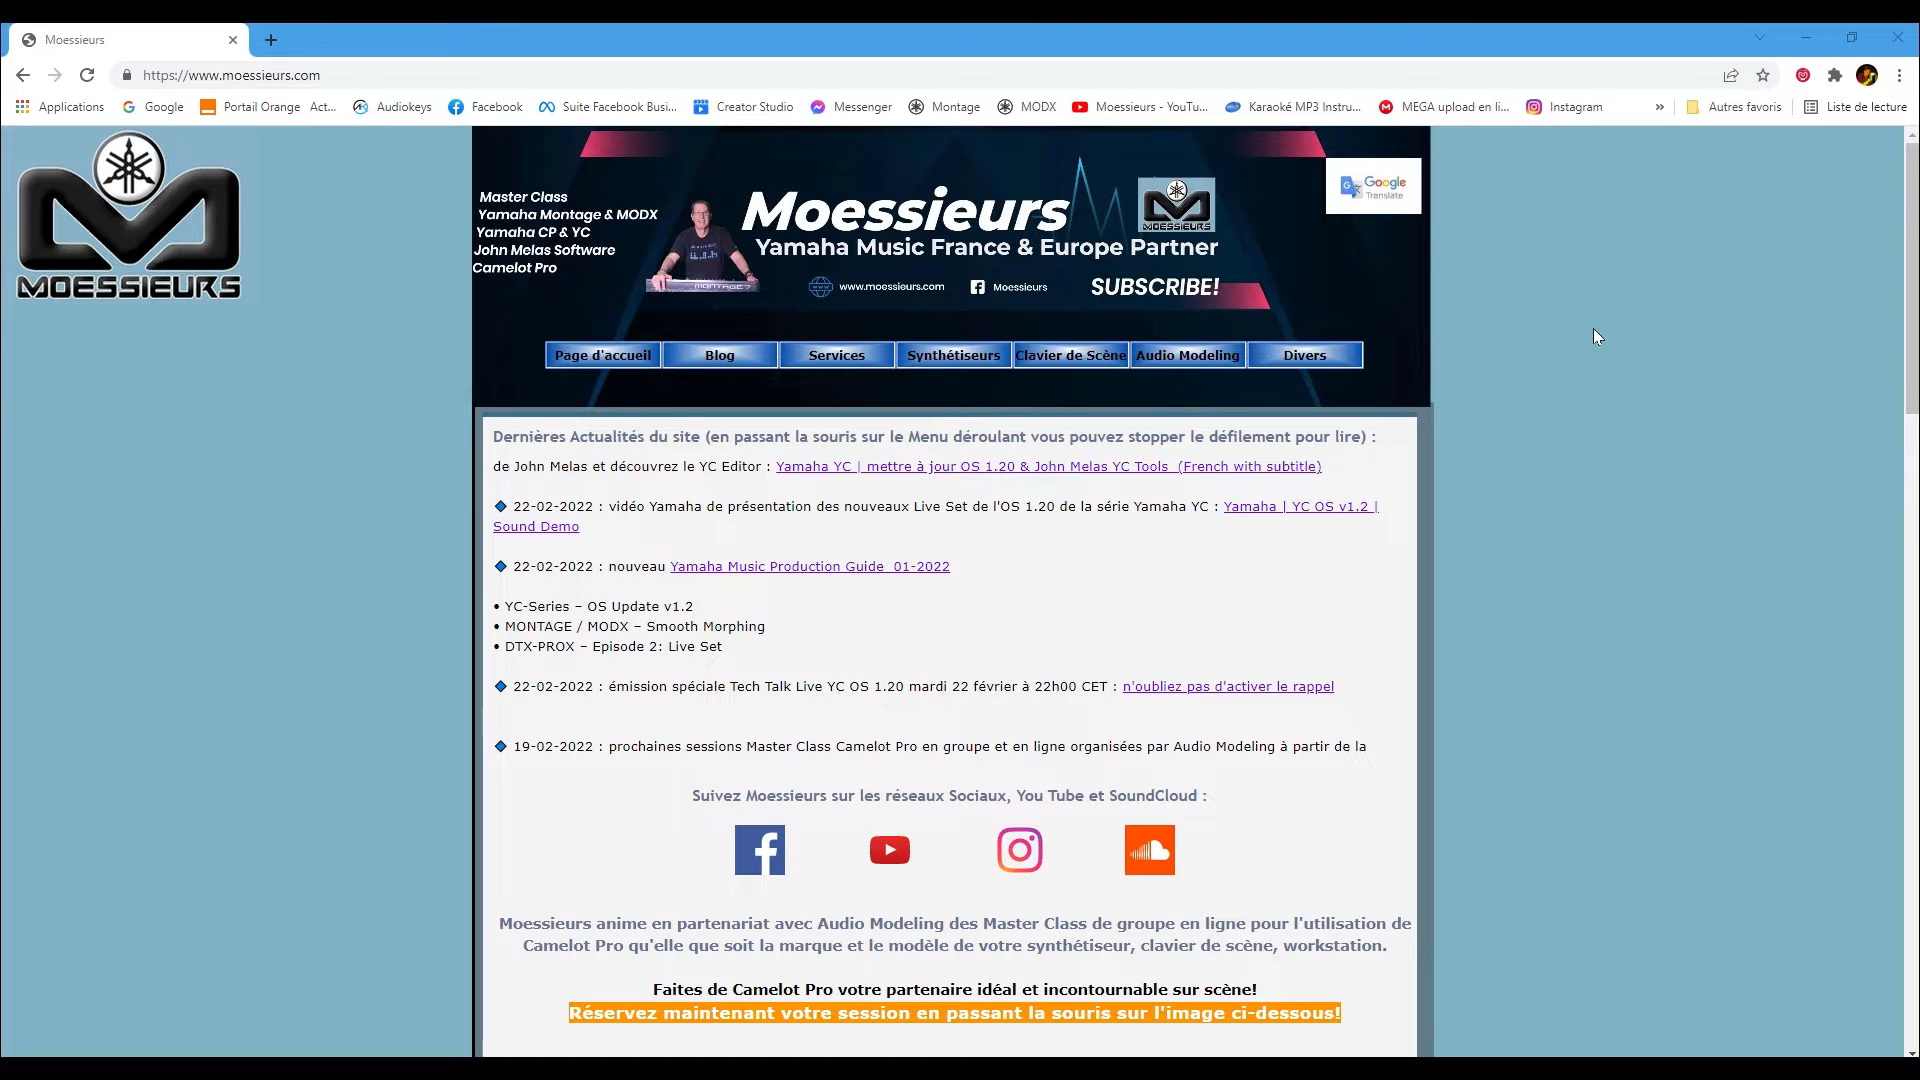 Moessieurs
https://www.moessieurs.com
Applications
Google
Portail Orange Act...
Audiokeys
Facebook
Suite Facebook Busi...
Creator Studio
Messenger
Montage
MODX
Moessieurs - YouTu...
Karaoké MP3 Instru...
MEGA upload en li...
Instagram
»
Autres favoris
Liste de lecture
MOESSIEURS
Master Class
Yamaha Montage & MODX
Yamaha CP & YC
John Melas Software
Camelot Pro
MONTAGE7
Moessieurs
MOESSIEURS
Yamaha Music France & Europe Partner
www.moessieurs.com
Moessieurs
SUBSCRIBE!
Google
Translate
Page d'accueil
Blog
Services
Synthétiseurs
Clavier de Scène
Audio Modeling
Divers
Dernières Actualités du site (en passant la souris sur le Menu déroulant vous pouvez stopper le défilement pour lire) :
de John Melas et découvrez le YC Editor : Yamaha YC | mettre à jour OS 1.20 & John Melas YC Tools (French with subtitle)
22-02-2022 : vidéo Yamaha de présentation des nouveaux Live Set de l'OS 1.20 de la série Yamaha YC : Yamaha | YC OS v1.2 |
Sound Demo
22-02-2022 : nouveau Yamaha Music Production Guide 01-2022
• YC-Series – OS Update v1.2
• MONTAGE / MODX – Smooth Morphing
• DTX-PROX – Episode 2: Live Set
22-02-2022 : émission spéciale Tech Talk Live YC OS 1.20 mardi 22 février à 22h00 CET : n'oubliez pas d'activer le rappel
19-02-2022 : prochaines sessions Master Class Camelot Pro en groupe et en ligne organisées par Audio Modeling à partir de la
Suivez Moessieurs sur les réseaux Sociaux, You Tube et SoundCloud :
Moessieurs anime en partenariat avec Audio Modeling des Master Class de groupe en ligne pour l'utilisation de
Camelot Pro qu'elle que soit la marque et le modèle de votre synthétiseur, clavier de scène, workstation.
Faites de Camelot Pro votre partenaire idéal et incontournable sur scène!
Réservez maintenant votre session en passant la souris sur l'image ci-dessous!